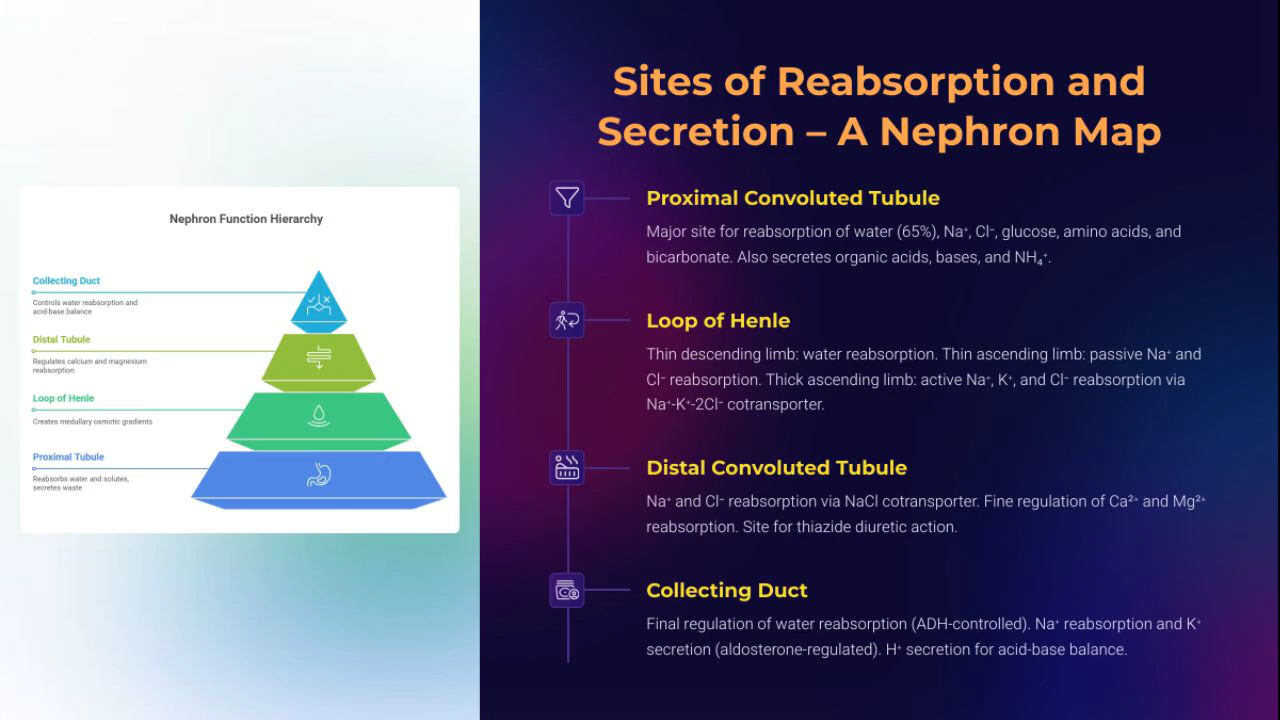 Nephron Function Hierarchy
Collecting Duct
Controls water reabsorption and
acid-base balance
Distal Tubule
Regulates calcium and magnesium
reabsorption
Loop of Henle
Creates medullary osmotic gradients
Proximal Tubule
Reabsorbs water and solutes,
secretes waste
Sites of Reabsorption and
Secretion – A Nephron Map
Proximal Convoluted Tubule
Major site for reabsorption of water (65%), Na⁺, Cl⁻, glucose, amino acids, and
bicarbonate. Also secretes organic acids, bases, and NH₄⁺.
Loop of Henle
Thin descending limb: water reabsorption. Thin ascending limb: passive Na⁺ and
Cl⁻ reabsorption. Thick ascending limb: active Na⁺, K⁺, and Cl⁻ reabsorption via
Na⁺-K⁺-2Cl⁻ cotransporter.
Distal Convoluted Tubule
Na⁺ and Cl⁻ reabsorption via NaCl cotransporter. Fine regulation of Ca²⁺ and Mg²⁺
reabsorption. Site for thiazide diuretic action.
Collecting Duct
Final regulation of water reabsorption (ADH-controlled). Na⁺ reabsorption and K⁺
secretion (aldosterone-regulated). H⁺ secretion for acid-base balance.